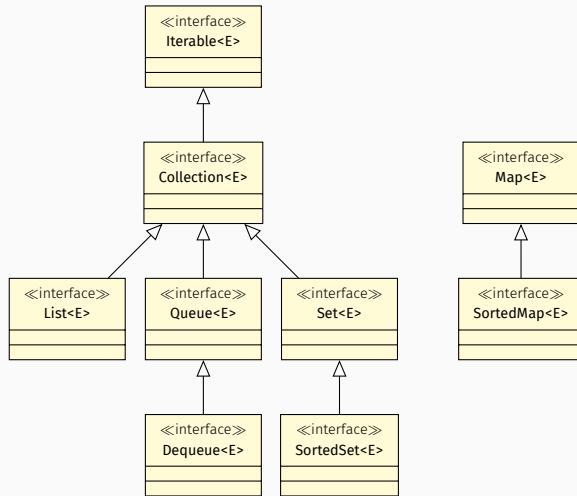 ≪interface≫
Iterable<E>
≪interface≫
Collection<E>
≪interface≫
Map<E>
≪interface≫
List<E>
≪interface≫
Queue<E>
≪interface≫
Set<E>
≪interface≫
SortedMap<E>
≪interface≫
Dequeue<E>
≪interface≫
SortedSet<E>